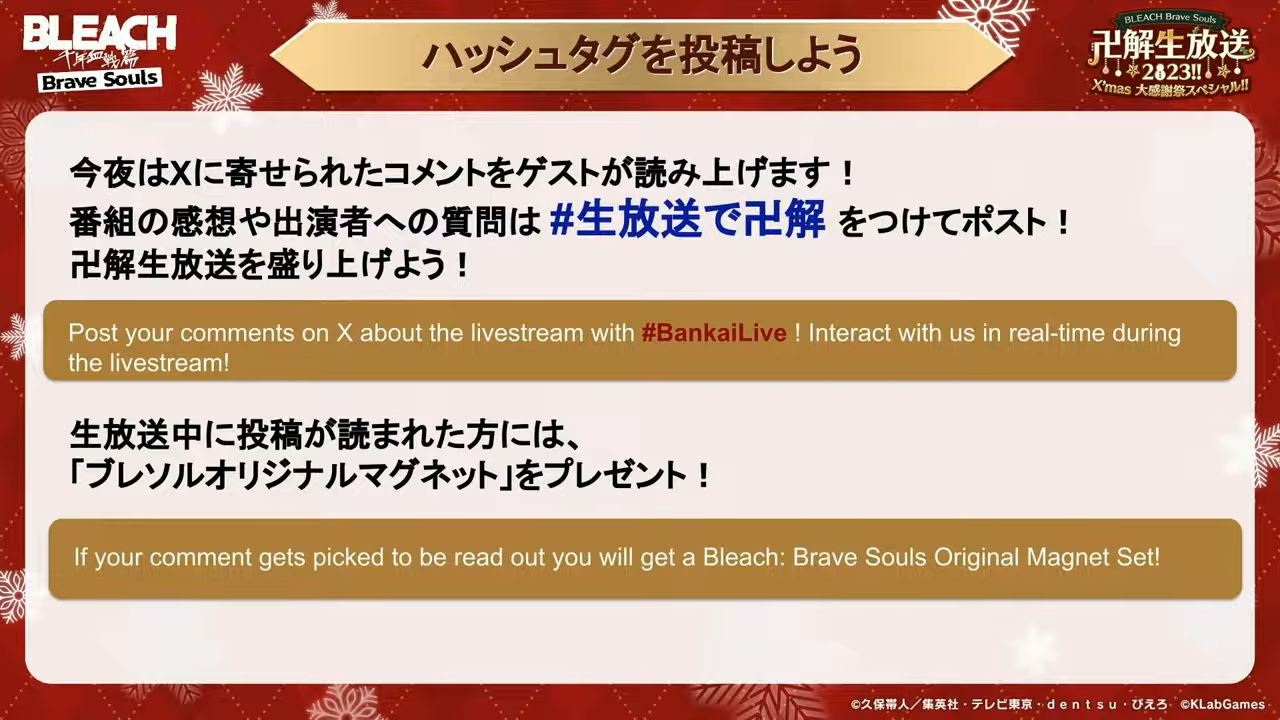 BLEACH
千年血戦篇
Brave Souls
ハッシュタグを投稿しよう
BLEACH Brave Souls
卍解生放送
2023!!
X'mas 大感謝祭スペシャル!!
今夜はXに寄せられたコメントをゲストが読み上げます！
番組の感想や出演者への質問は #生放送で卍解 をつけてポスト！
卍解生放送を盛り上げよう！
Post your comments on X about the livestream with #BankaiLive ! Interact with us in real-time during
the livestream!
生放送中に投稿が読まれた方には、
「ブレソルオリジナルマグネット」をプレゼント！
If your comment gets picked to be read out you will get a Bleach: Brave Souls Original Magnet Set!
©久保帯人／集英社・テレビ東京・ｄｅｎｔｓｕ・ぴえろ ©KLabGames